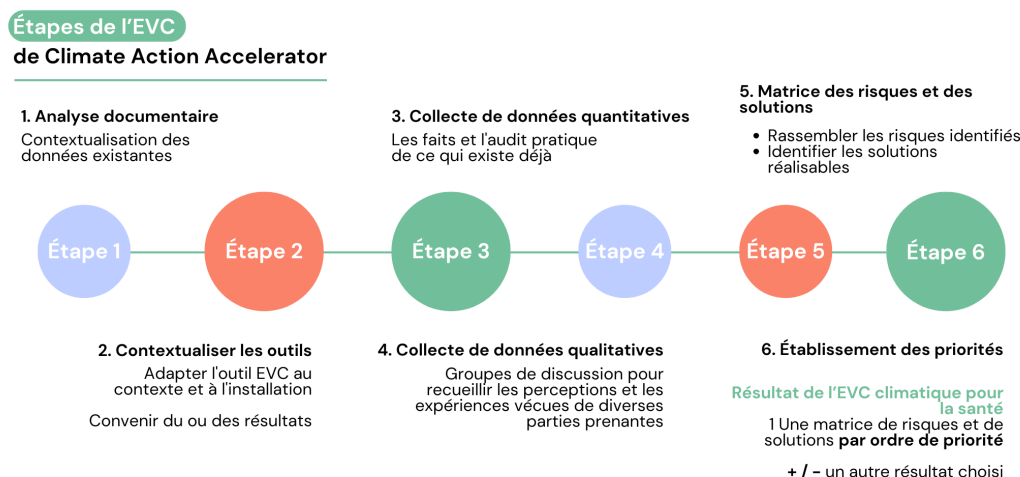 Étapes de l’EVC
de Climate Action Accelerator
1. Analyse documentaire
Contextualisation des
données existantes
3. Collecte de données quantitatives
Les faits et l'audit pratique
de ce qui existe déjà
5. Matrice des risques et des
solutions
• Rassembler les risques identifiés
• Identifier les solutions
réalisables
Étape 1
Étape 2
Étape 3
Étape 4
Étape 5
Étape 6
2. Contextualiser les outils
Adapter l'outil EVC au
contexte et à l'installation
Convenir du ou des résultats
4. Collecte de données qualitatives
Groupes de discussion pour
recueillir les perceptions et les
expériences vécues de diverses
parties prenantes
6. Établissement des priorités
Résultat de l’EVC climatique pour
la santé
1 Une matrice de risques et de
solutions par ordre de priorité
+ / - un autre résultat choisi